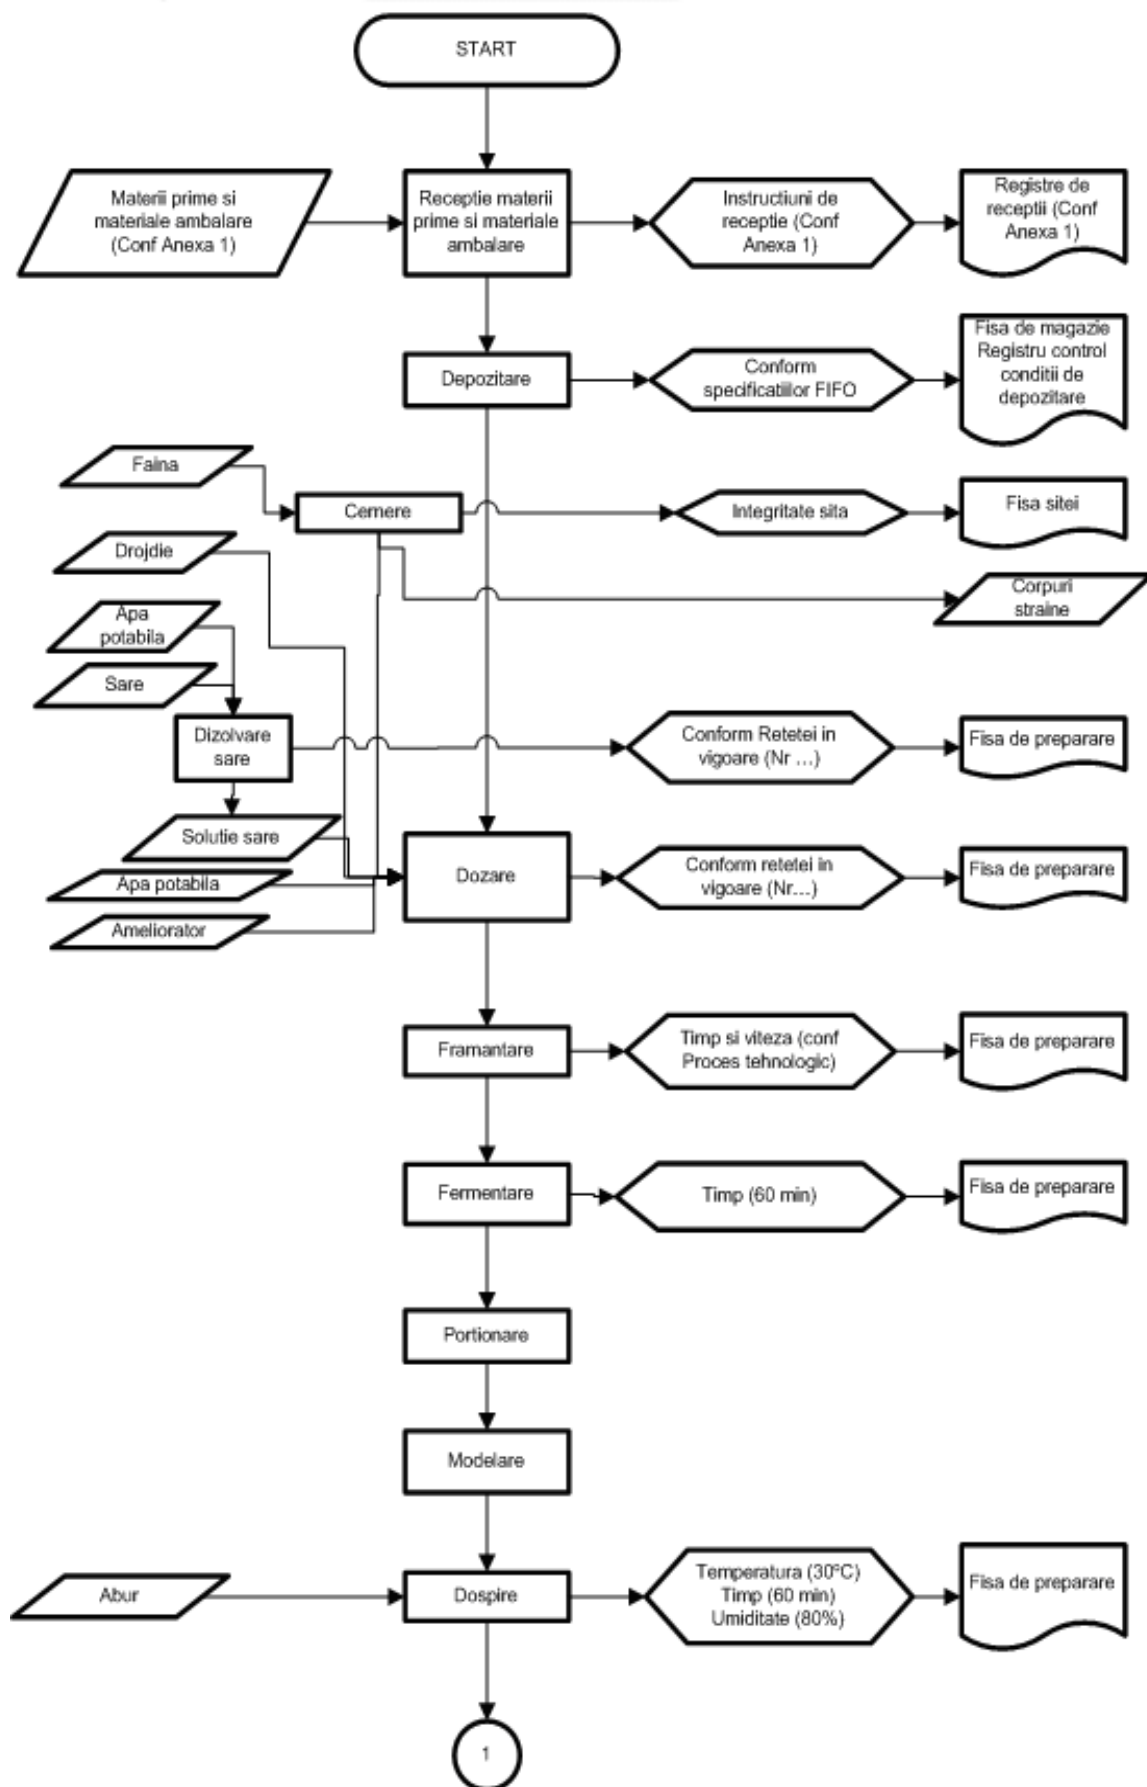 START
Materii prime si
materiale ambalare
(Conf Anexa 1)
Receptie materii
prime si materiale
ambalare
Instructiuni de
receptie (Conf
Anexa 1)
Registre de
receptii (Conf
Anexa 1)
Depozitare
Conform
specificatiilor FIFO
Fisa de magazie
Registru control
conditii de
depozitare
Faina
Cernere
Integritate sita
Fisa sitei
Drojdie
Corpuri
straine
Apa
potabila
Sare
Dizolvare
sare
Conform Retetei in
vigoare (Nr ...)
Fisa de preparare
Solutie sare
Apa potabila
Ameliorator
Dozare
Conform retetei in
vigoare (Nr...)
Fisa de preparare
Framantare
Timp si viteza (conf
Proces tehnologic)
Fisa de preparare
Fermentare
Timp (60 min)
Fisa de preparare
Portionare
Modelare
Abur
Dospire
Temperatura (30ºC)
Timp (60 min)
Umiditate (80%)
Fisa de preparare
1